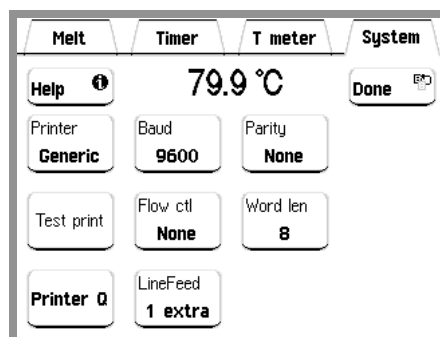 Melt Timer T meter System
Help 79.9 °C Done
Printer Baud Parity
Generic 9600 None
Test print Flow ctl Word len
None 8
Printer Q LineFeed
1 extra